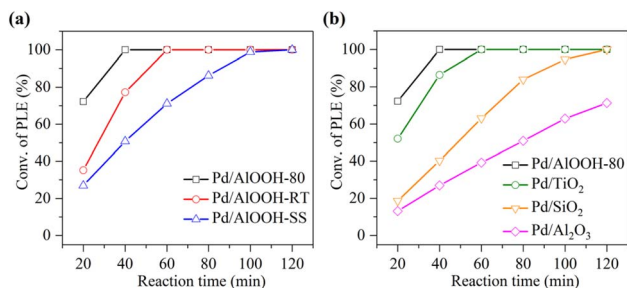 (a)
100
80
60
40
20
0
Conv. of PLE (%)
Pd/AlOOH-80
Pd/AlOOH-RT
Pd/AlOOH-SS
20 40 60 80 100 120
Reaction time (min)
(b)
100
80
60
40
20
0
Conv. of PLE (%)
Pd/AlOOH-80
Pd/TiO₂
Pd/SiO₂
Pd/Al₂O₃
20 40 60 80 100 120
Reaction time (min)